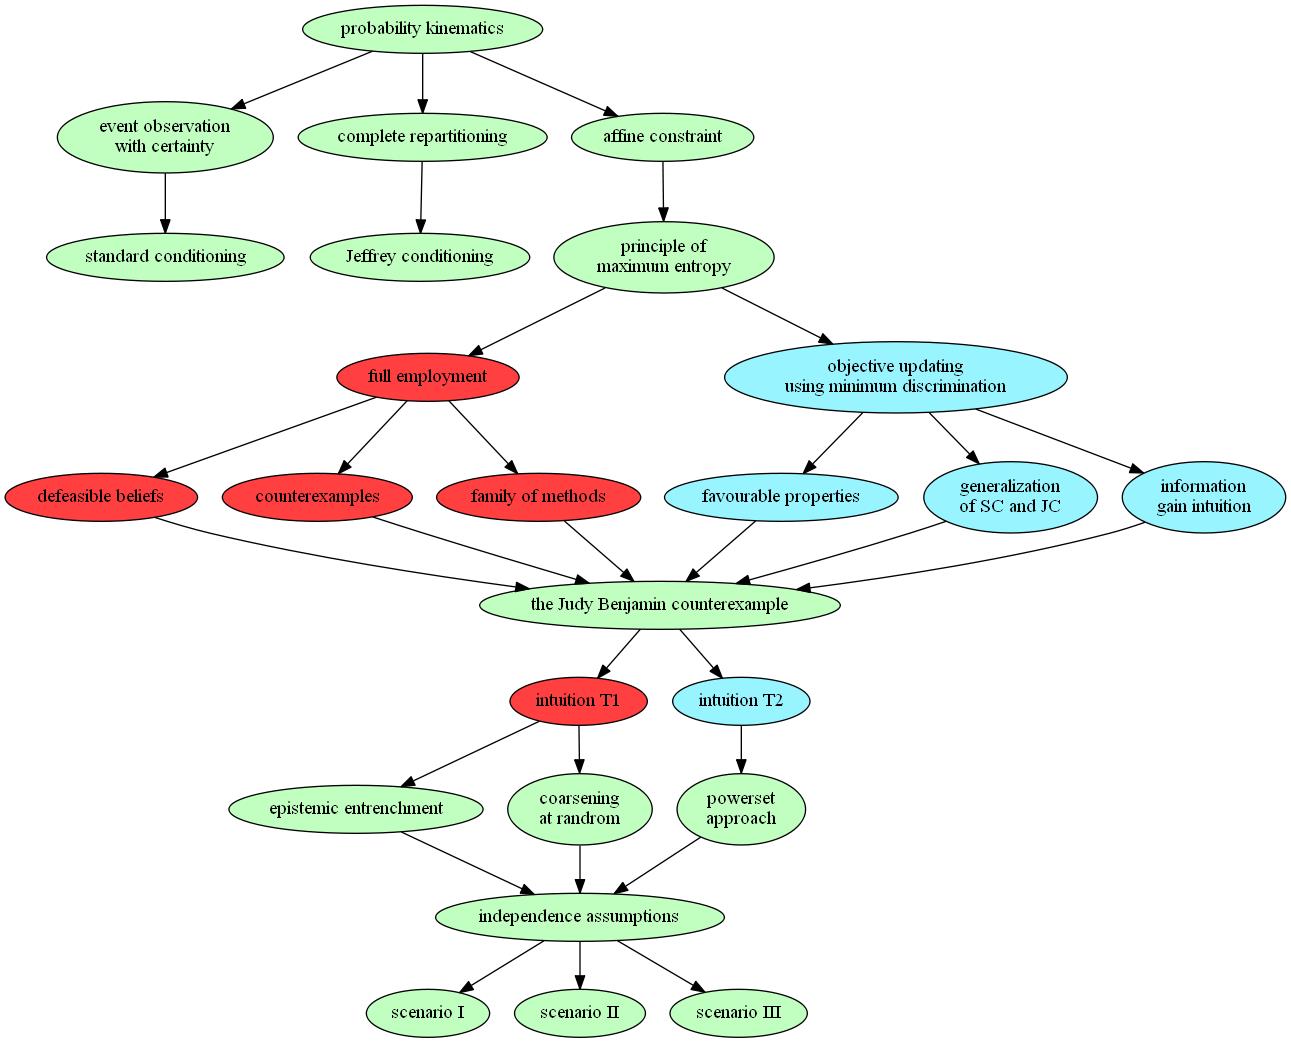 probability kinematics
event observation
with certainty
complete repartitioning
affine constraint
standard conditioning
Jeffrey conditioning
principle of
maximum entropy
full employment
objective updating
using minimum discrimination
defeasible beliefs
counterexamples
family of methods
favourable properties
generalization
of SC and JC
information
gain intuition
the Judy Benjamin counterexample
intuition T1
intuition T2
epistemic entrenchment
coarsening
at randrom
powerset
approach
independence assumptions
scenario I
scenario II
scenario III